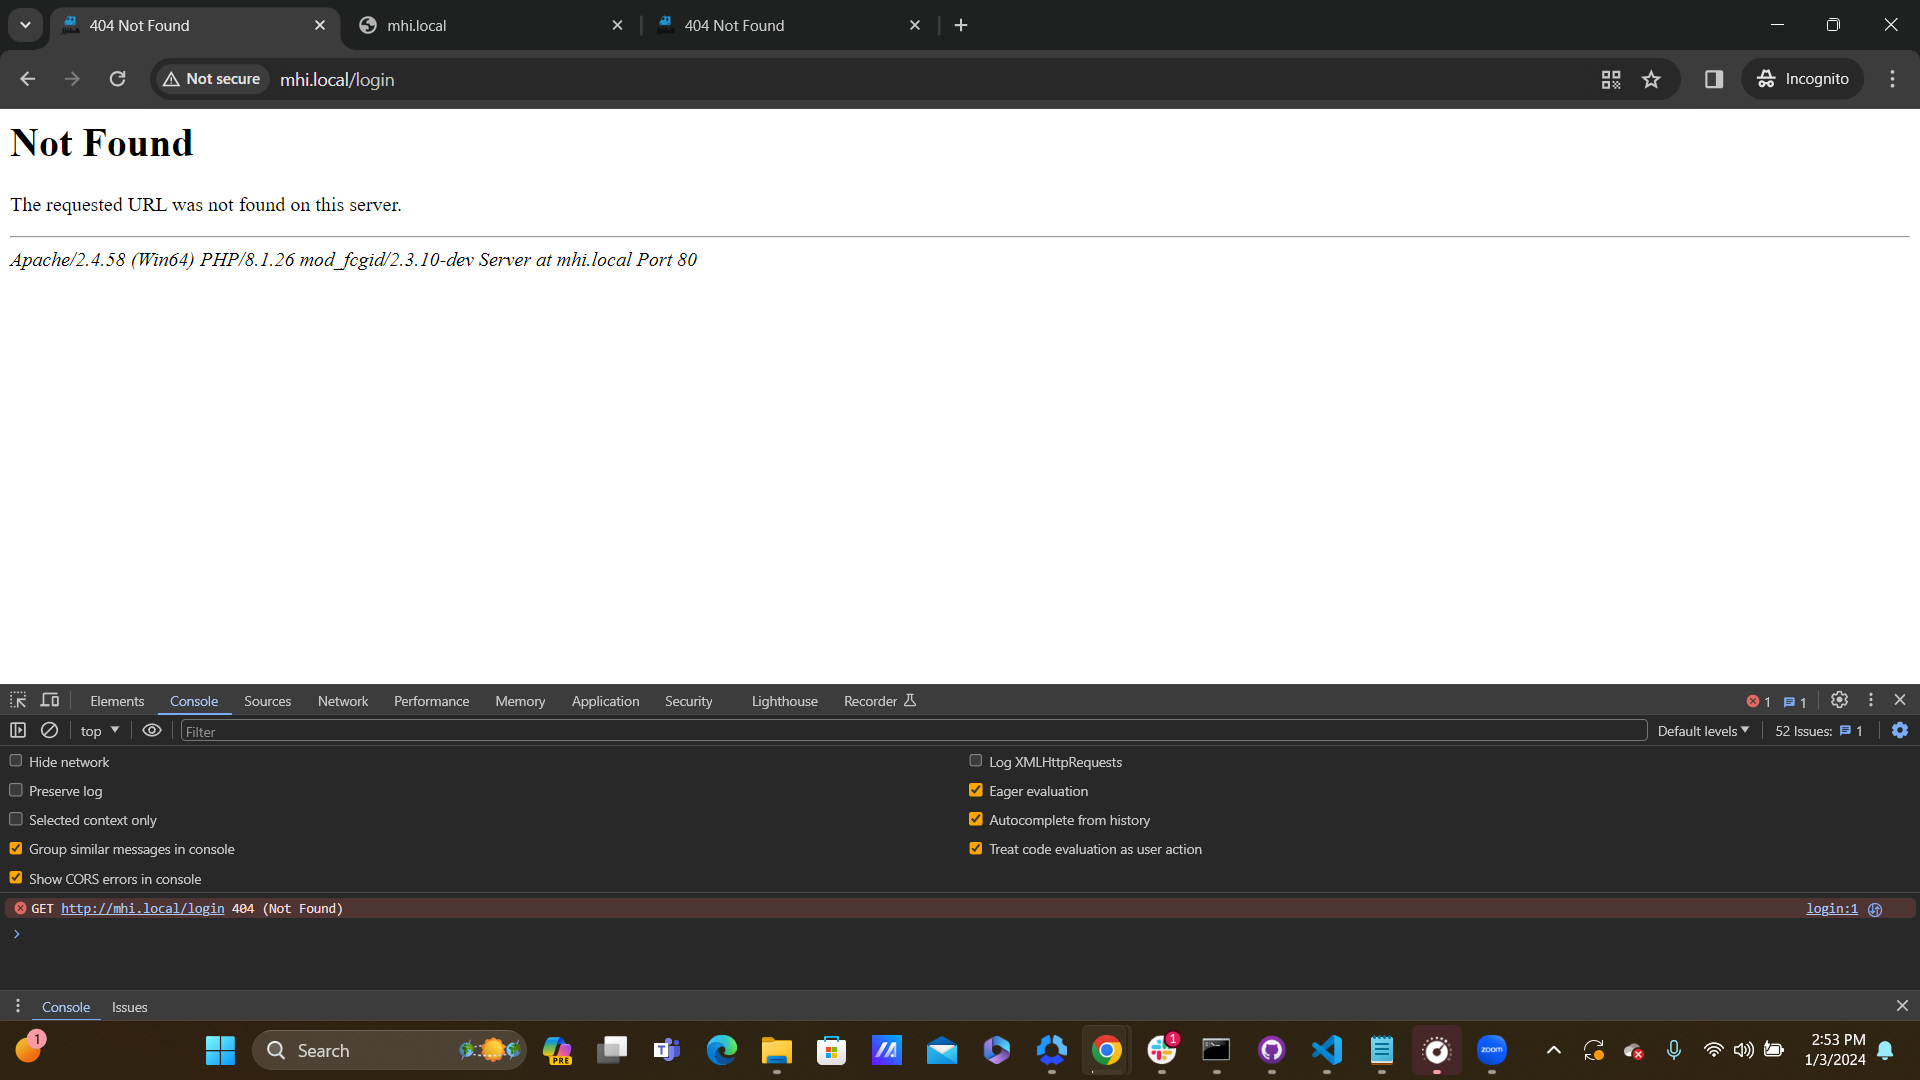 404 Not Found
mhi.local
404 Not Found
Not secure
mhi.local/login
Incognito
Not Found
The requested URL was not found on this server.
Apache/2.4.58 (Win64) PHP/8.1.26 mod_fcgid/2.3.10-dev Server at mhi.local Port 80
Elements Console Sources Network Performance Memory Application Security Lighthouse Recorder 1 1
top Filter Default levels 52 Issues: 1
Hide network
Log XMLHttpRequests
Preserve log
Eager evaluation
Selected context only
Autocomplete from history
Group similar messages in console
Treat code evaluation as user action
Show CORS errors in console
GET http://mhi.local/login 404 (Not Found) login:1
Console Issues
1
Search
PRE
T
1
zoom
2:53 PM
1/3/2024